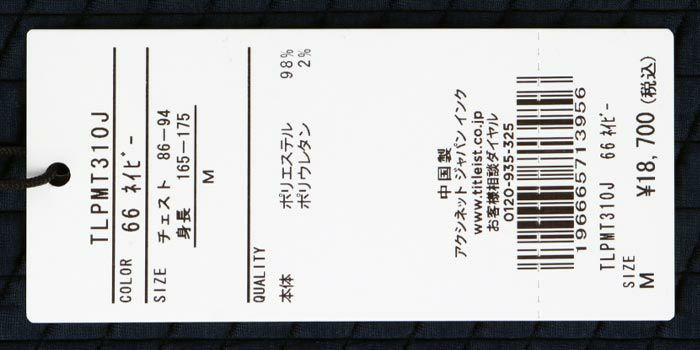 TLPMT310J
COLOR 66 ﾈｲﾋﾞｰ
SIZE チェスト 86-94
身長 165-175
M
QUALITY
本体 ポリエステル 98%
ポリウレタン 2%
中国製
アクシネット ジャパン インク
www.titleist.co.jp
お客様相談ダイヤル
0120-935-325
196665713956
TLPMT310J 66 ﾈｲﾋﾞｰ
SIZE M
¥18,700(税込)